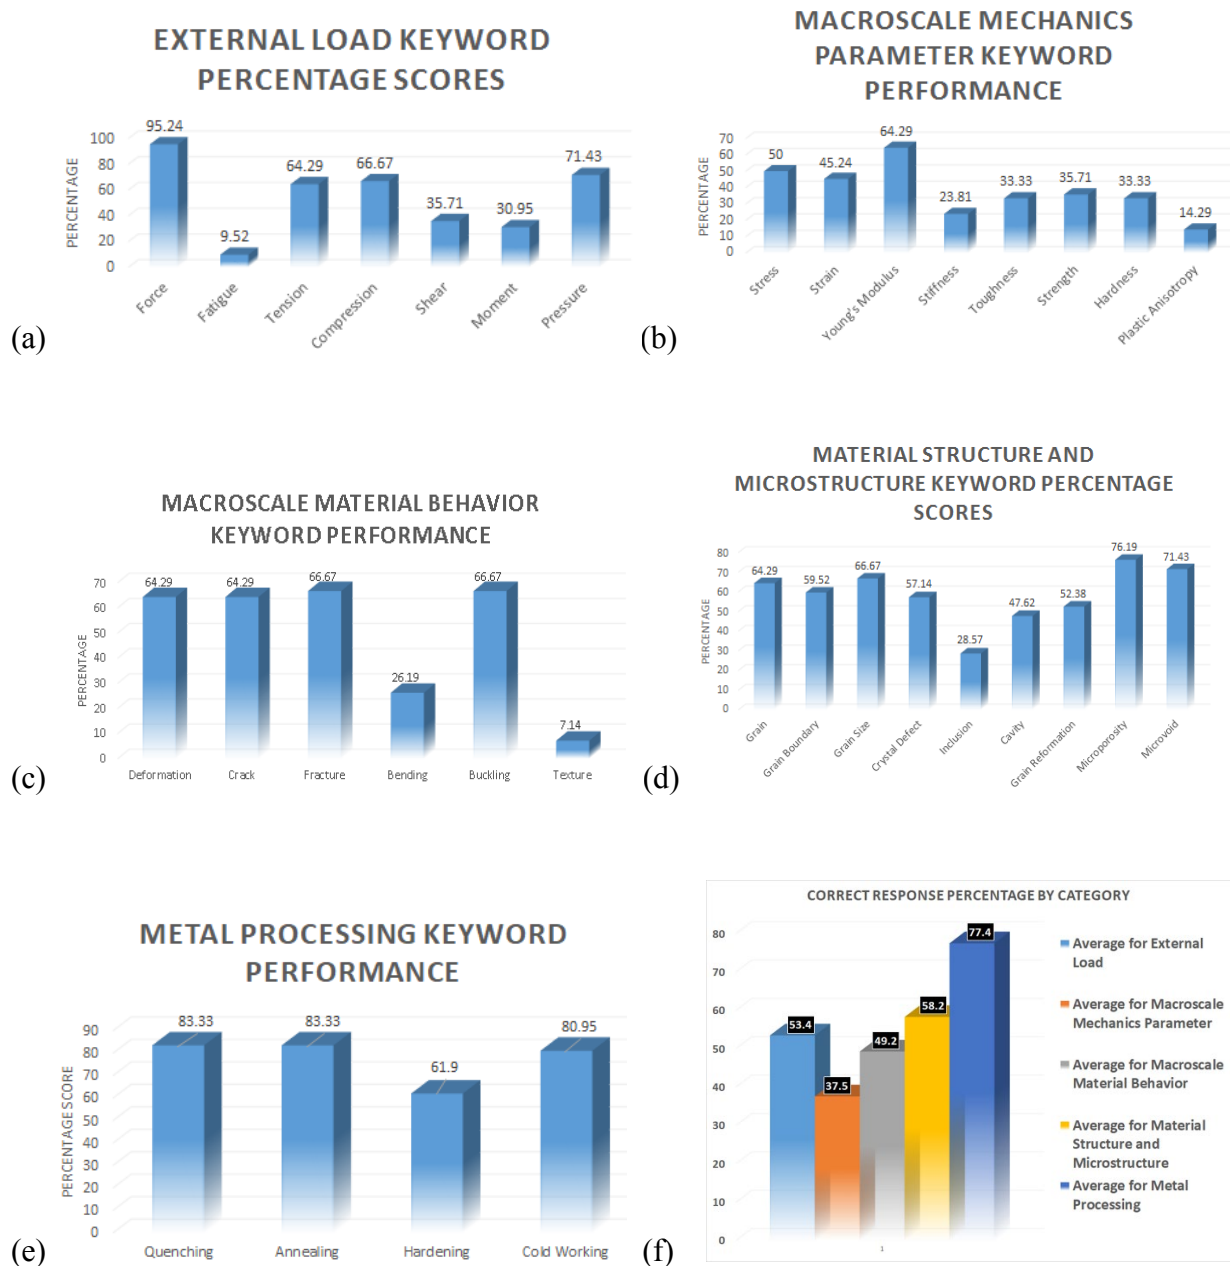 EXTERNAL LOAD KEYWORD
PERCENTAGE SCORES
PERCENTAGE
100
80
60
40
20
0
95.24
9.52
64.29
66.67
35.71
30.95
71.43
Force
Fatigue
Tension
Compression
Shear
Moment
Pressure
(a)
MACROSCALE MECHANICS
PARAMETER KEYWORD
PERFORMANCE
PERCENTAGE
70
60
50
40
30
20
10
0
50
45.24
64.29
23.81
33.33
35.71
33.33
14.29
Stress
Strain
Young's Modulus
Stiffness
Toughness
Strength
Hardness
Plastic Anisotropy
(b)
MACROSCALE MATERIAL BEHAVIOR
KEYWORD PERFORMANCE
PERCENTAGE
70
60
50
40
30
20
10
0
64.29
64.29
66.67
26.19
66.67
7.14
Deformation
Crack
Fracture
Bending
Buckling
Texture
(c)
MATERIAL STRUCTURE AND
MICROSTRUCTURE KEYWORD PERCENTAGE
SCORES
PERCENTAGE
80
70
60
50
40
30
20
10
0
64.29
59.52
66.67
57.14
28.57
47.62
52.38
76.19
71.43
Grain
Grain Boundary
Grain Size
Crystal Defect
Inclusion
Cavity
Grain Reformation
Microporosity
Microvoid
(d)
METAL PROCESSING KEYWORD
PERFORMANCE
PERCENTAGE SCORE
90
80
70
60
50
40
30
20
10
0
83.33
83.33
61.9
80.95
Quenching
Annealing
Hardening
Cold Working
(e)
CORRECT RESPONSE PERCENTAGE BY CATEGORY
80
70
60
50
40
30
20
10
0
53.4
37.5
49.2
58.2
77.4
1
Average for External
Load
Average for Macroscale
Mechanics Parameter
Average for Macroscale
Material Behavior
Average for Material
Structure and
Microstructure
Average for Metal
Processing
(f)